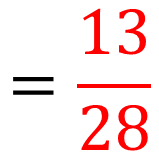 = 13/28